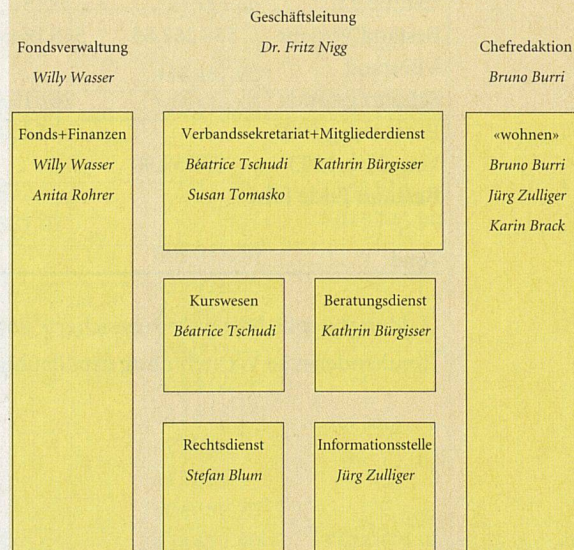 Geschäftsleitung
Dr. Fritz Nigg
Fondsverwaltung
Willy Wasser
Chefredaktion
Bruno Burri
Fonds+Finanzen
Willy Wasser
Anita Rohrer
Verbandssekretariat+Mitgliederdienst
Béatrice Tschudi Kathrin Bürgisser
Susan Tomasko
«wohnen»
Bruno Burri
Jürg Zulliger
Karin Brack
Kurswesen
Béatrice Tschudi
Beratungsdienst
Kathrin Bürgisser
Rechtsdienst
Stefan Blum
Informationsstelle
Jürg Zulliger